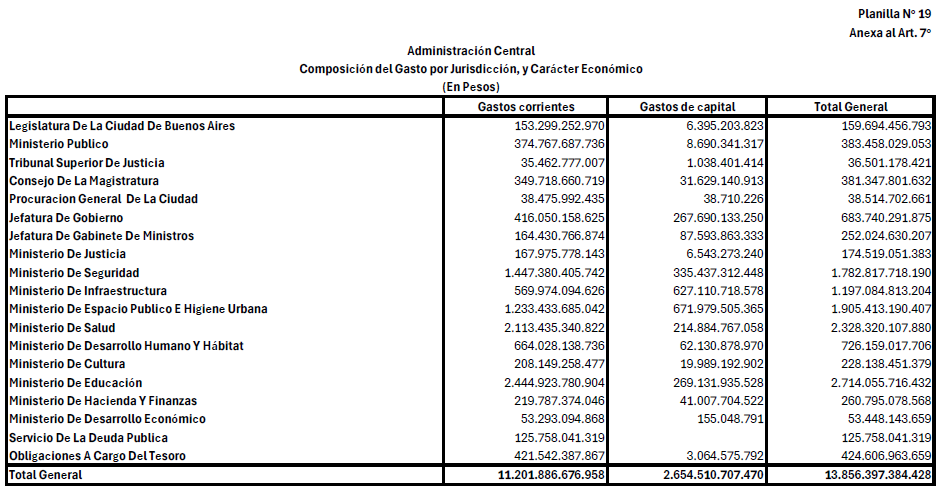 Planilla Nº 19
Anexa al Art. 7º
Administración Central
Composición del Gasto por Jurisdicción, y Carácter Económico
(En Pesos)
Gastos corrientes Gastos de capital Total General
Legislatura De La Ciudad De Buenos Aires 153.299.252.970 6.395.203.823 159.694.456.793
Ministerio Publico 374.767.687.736 8.690.341.317 383.458.029.053
Tribunal Superior De Justicia 35.462.777.007 1.038.401.414 36.501.178.421
Consejo De La Magistratura 349.718.660.719 31.629.140.913 381.347.801.632
Procuracion General De La Ciudad 38.475.992.435 38.710.226 38.514.702.661
Jefatura De Gobierno 416.050.158.625 267.690.133.250 683.740.291.875
Jefatura De Gabinete De Ministros 164.430.766.874 87.593.863.333 252.024.630.207
Ministerio De Justicia 167.975.778.143 6.543.273.240 174.519.051.383
Ministerio De Seguridad 1.447.380.405.742 335.437.312.448 1.782.817.718.190
Ministerio De Infraestructura 569.974.094.626 627.110.718.578 1.197.084.813.204
Ministerio De Espacio Publico E Higiene Urbana 1.233.433.685.042 671.979.505.365 1.905.413.190.407
Ministerio De Salud 2.113.435.340.822 214.884.767.058 2.328.320.107.880
Ministerio De Desarrollo Humano Y Hábitat 664.028.138.736 62.130.878.970 726.159.017.706
Ministerio De Cultura 208.149.258.477 19.989.192.902 228.138.451.379
Ministerio De Educación 2.444.923.780.904 269.131.935.528 2.714.055.716.432
Ministerio De Hacienda Y Finanzas 219.787.374.046 41.007.704.522 260.795.078.568
Ministerio De Desarrollo Económico 53.293.094.868 155.048.791 53.448.143.659
Servicio De La Deuda Publica 125.758.041.319 125.758.041.319
Obligaciones A Cargo Del Tesoro 421.542.387.867 3.064.575.792 424.606.963.659
Total General 11.201.886.676.958 2.654.510.707.470 13.856.397.384.428